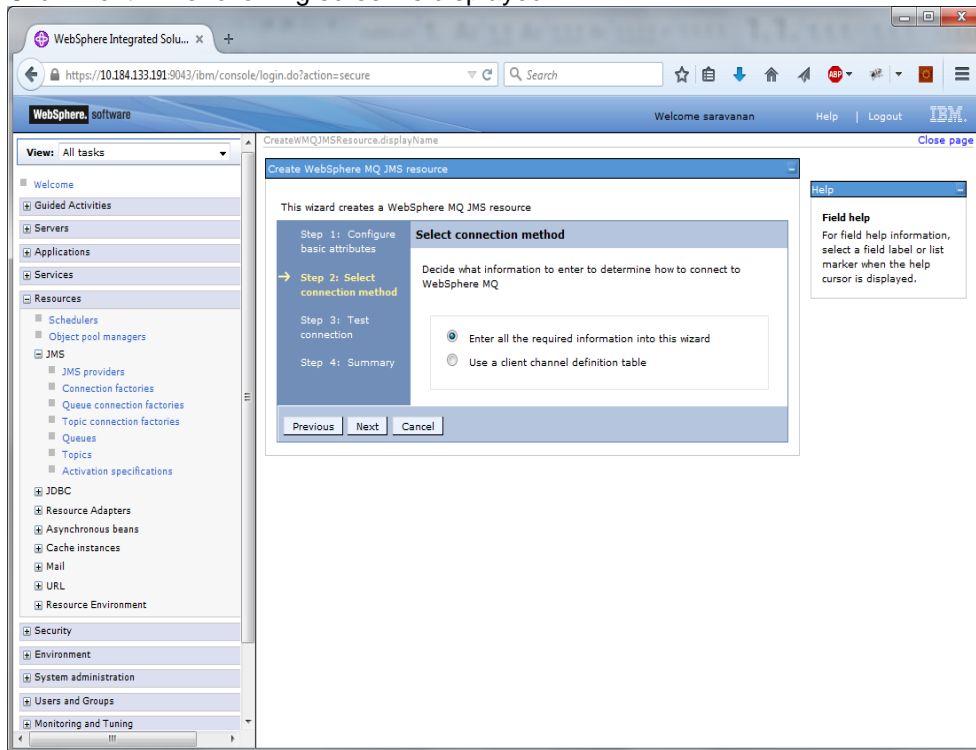 WebSphere Integrated Solu... × +
https://10.184.133.191:9043/ibm/console/login.do?action=secure
Search
ABP
WebSphere. software
Welcome saravanan
Help | Logout
IBM.
View: All tasks
Welcome
Guided Activities
Servers
Applications
Services
Resources
Schedulers
Object pool managers
JMS
JMS providers
Connection factories
Queue connection factories
Topic connection factories
Queues
Topics
Activation specifications
JDBC
Resource Adapters
Asynchronous beans
Cache instances
Mail
URL
Resource Environment
Security
Environment
System administration
Users and Groups
Monitoring and Tuning
CreateWMQJMSResource.displayName
Close page
Create WebSphere MQ JMS resource
This wizard creates a WebSphere MQ JMS resource
Step 1: Configure
basic attributes
Step 2: Select
connection method
Step 3: Test
connection
Step 4: Summary
Select connection method
Decide what information to enter to determine how to connect to
WebSphere MQ
Enter all the required information into this wizard
Use a client channel definition table
Previous Next Cancel
Help
Field help
For field help information,
select a field label or list
marker when the help
cursor is displayed.